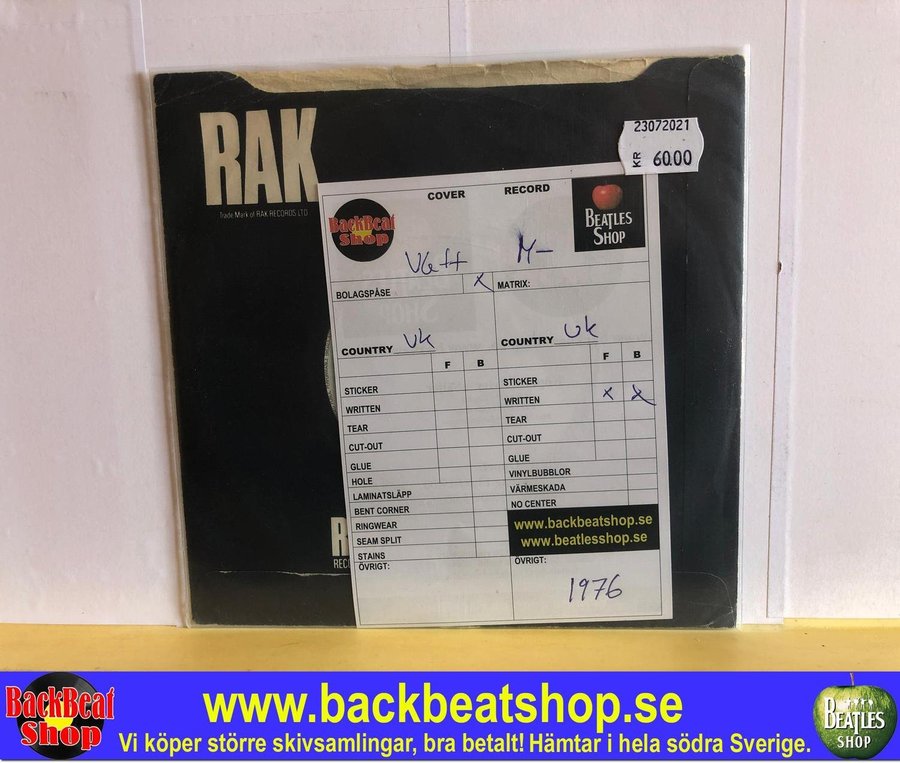 RAK
Trade Mark of RAK RECORDS LTD
23072021
KR 60.00
COVER RECORD
BackBeat
Shop
BEATLES
SHOP
VG++ M-
BOLAGSPÅSE X MATRIX:
COUNTRY UK COUNTRY UK
F B F B
STICKER STICKER
WRITTEN WRITTEN X X
TEAR TEAR
CUT-OUT CUT-OUT
GLUE GLUE
HOLE VINYLBUBBLOR
LAMINATSLÄPP VÄRMESKADA
BENT CORNER NO CENTER
RINGWEAR www.backbeatshop.se
SEAM SPLIT www.beatlesshop.se
STAINS
ÖVRIGT: ÖVRIGT:
1976
R
REC
BackBeat
Shop
www.backbeatshop.se
Vi köper större skivsamlingar, bra betalt! Hämtar i hela södra Sverige.
BEATLES
SHOP